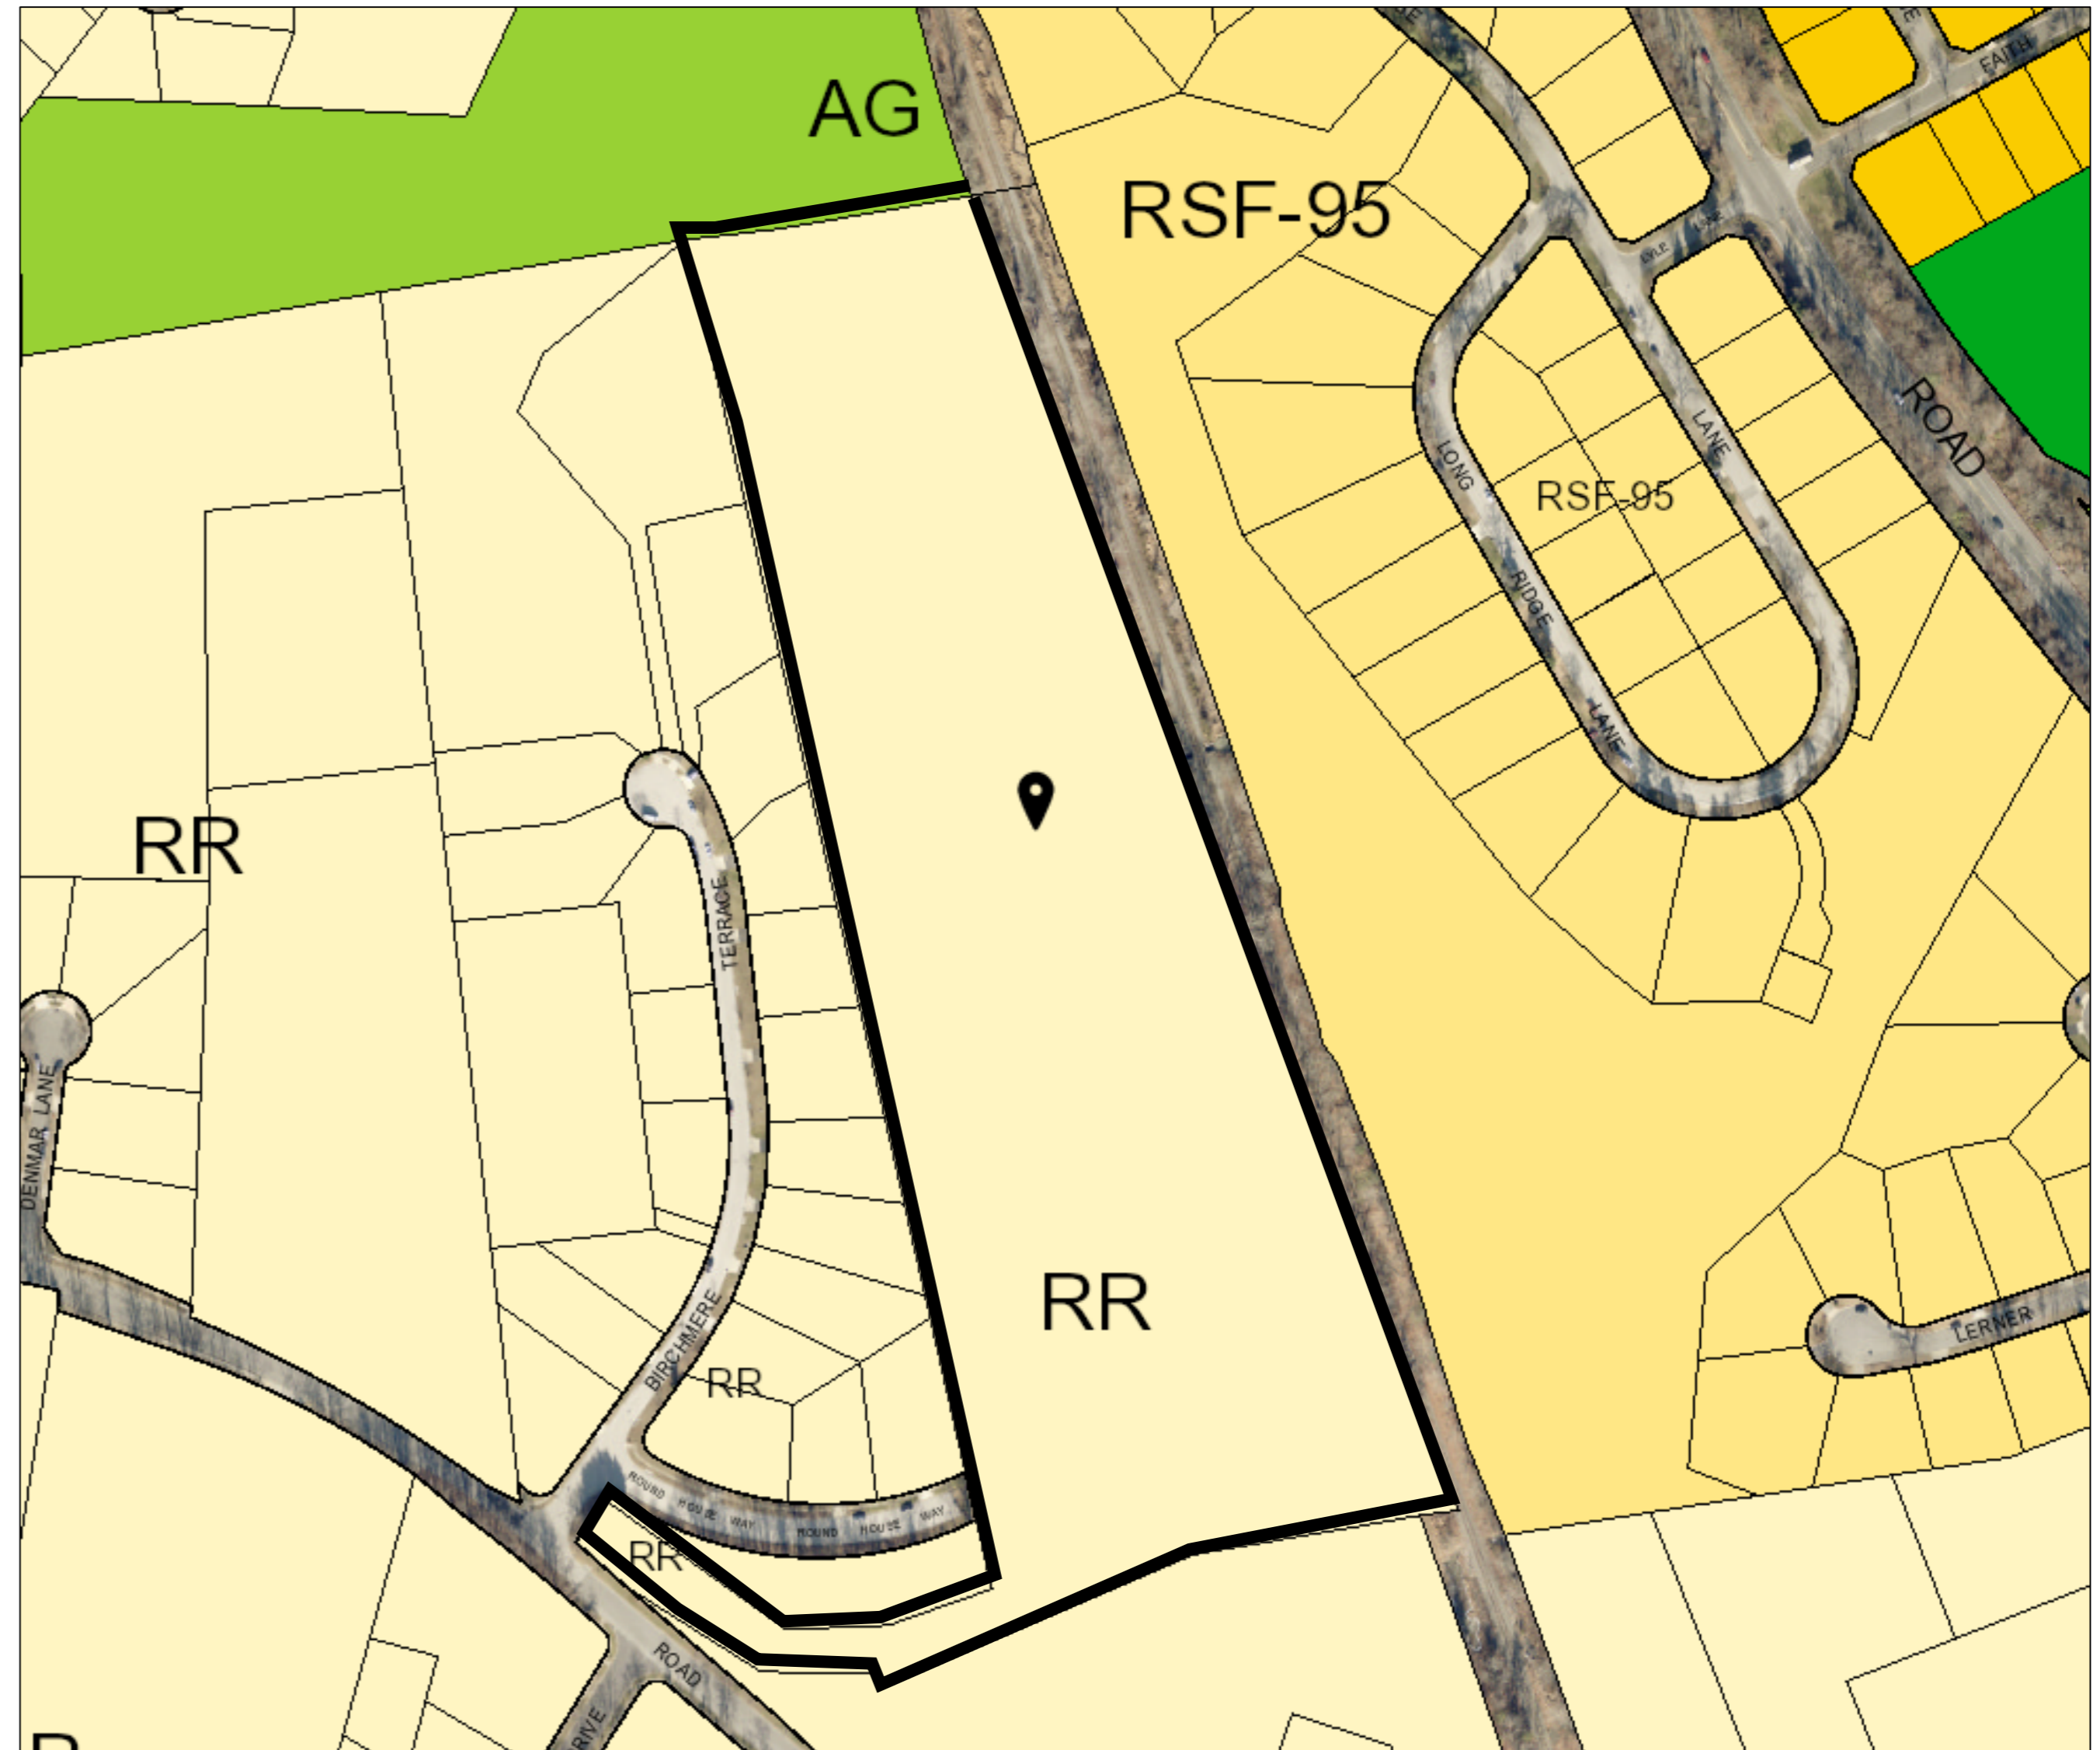 FAITH
AG
RSF-95
LYLE
LANE
ROAD
LONG
RSF-95
RIDGE
LANE
RR
TERRACE
DENMAR LANE
RR
LERNER
BIRCHMERE
RR
ROUND HOUSE WAY
ROUND HOUSE WAY
RR
ROAD